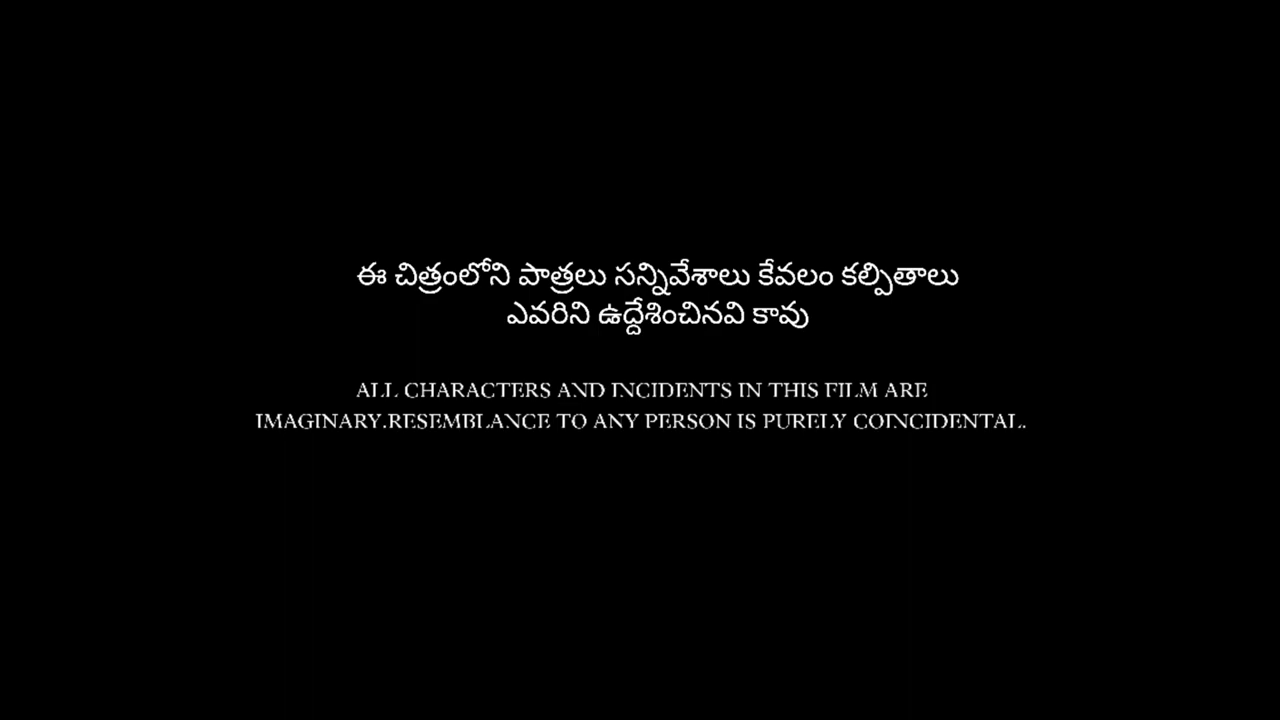 ఈ చిత్రంలోని పాత్రలు సన్నివేశాలు కేవలం కల్పితాలు
ఎవరిని ఉద్దేశించినవి కావు
ALL CHARACTERS AND INCIDENTS IN THIS FILM ARE
IMAGINARY.RESEMBLANCE TO ANY PERSON IS PURELY COINCIDENTAL.